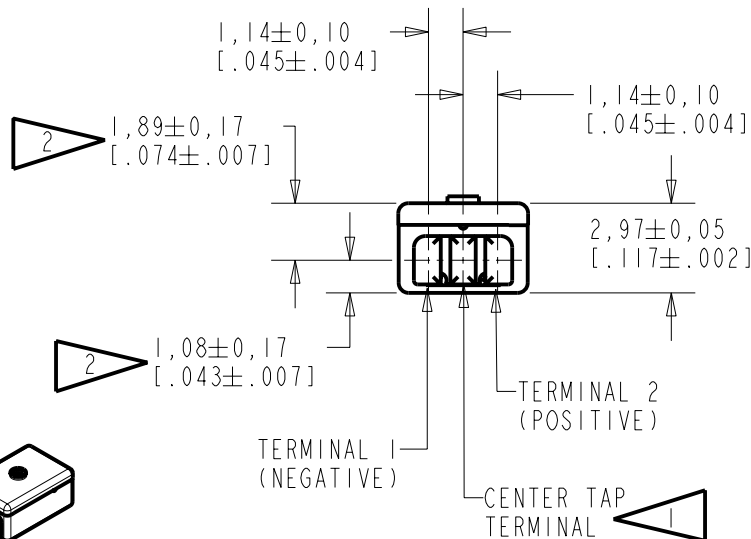 1,14±0,10
[.045±.004]
1,14±0,10
[.045±.004]
2
1,89±0,17
[.074±.007]
2,97±0,05
[.117±.002]
2
1,08±0,17
[.043±.007]
TERMINAL 2
(POSITIVE)
TERMINAL 1
(NEGATIVE)
CENTER TAP
TERMINAL
1